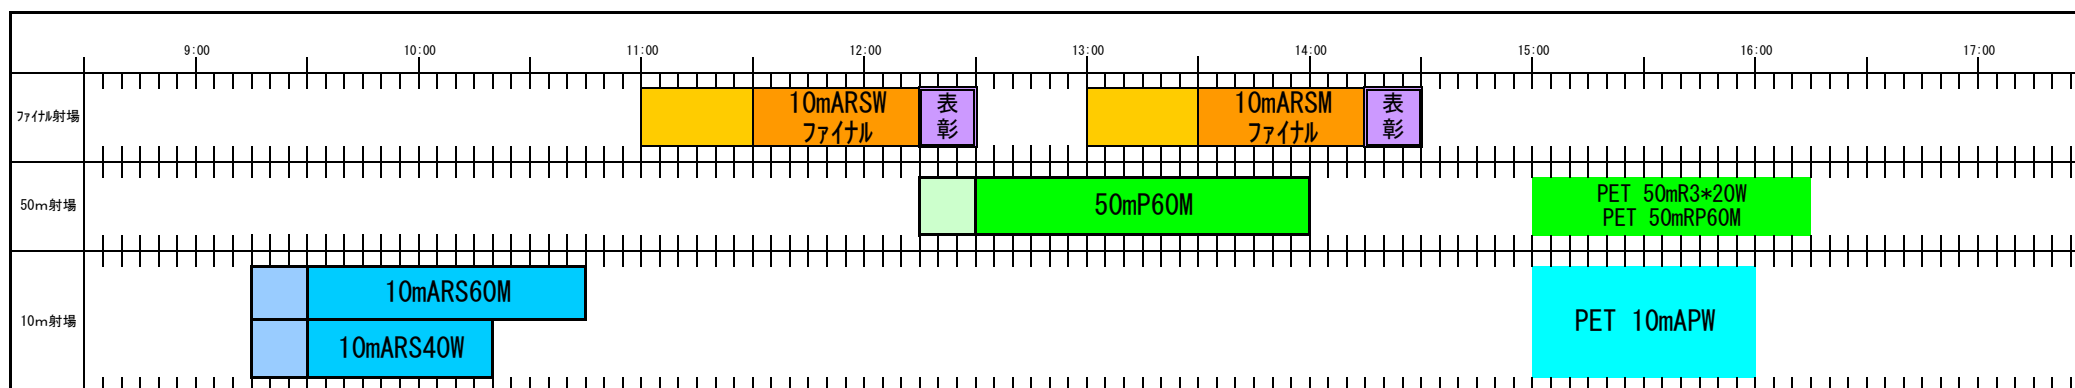 9:00 10:00 11:00 12:00 13:00 14:00 15:00 16:00 17:00
ファイナル射場
10mARSW
ファイナル
表
彰
10mARSM
ファイナル
表
彰
50m射場
50mP60M
PET 50mR3*20W
PET 50mRP60M
10m射場
10mARS60M
10mARS40W
PET 10mAPW